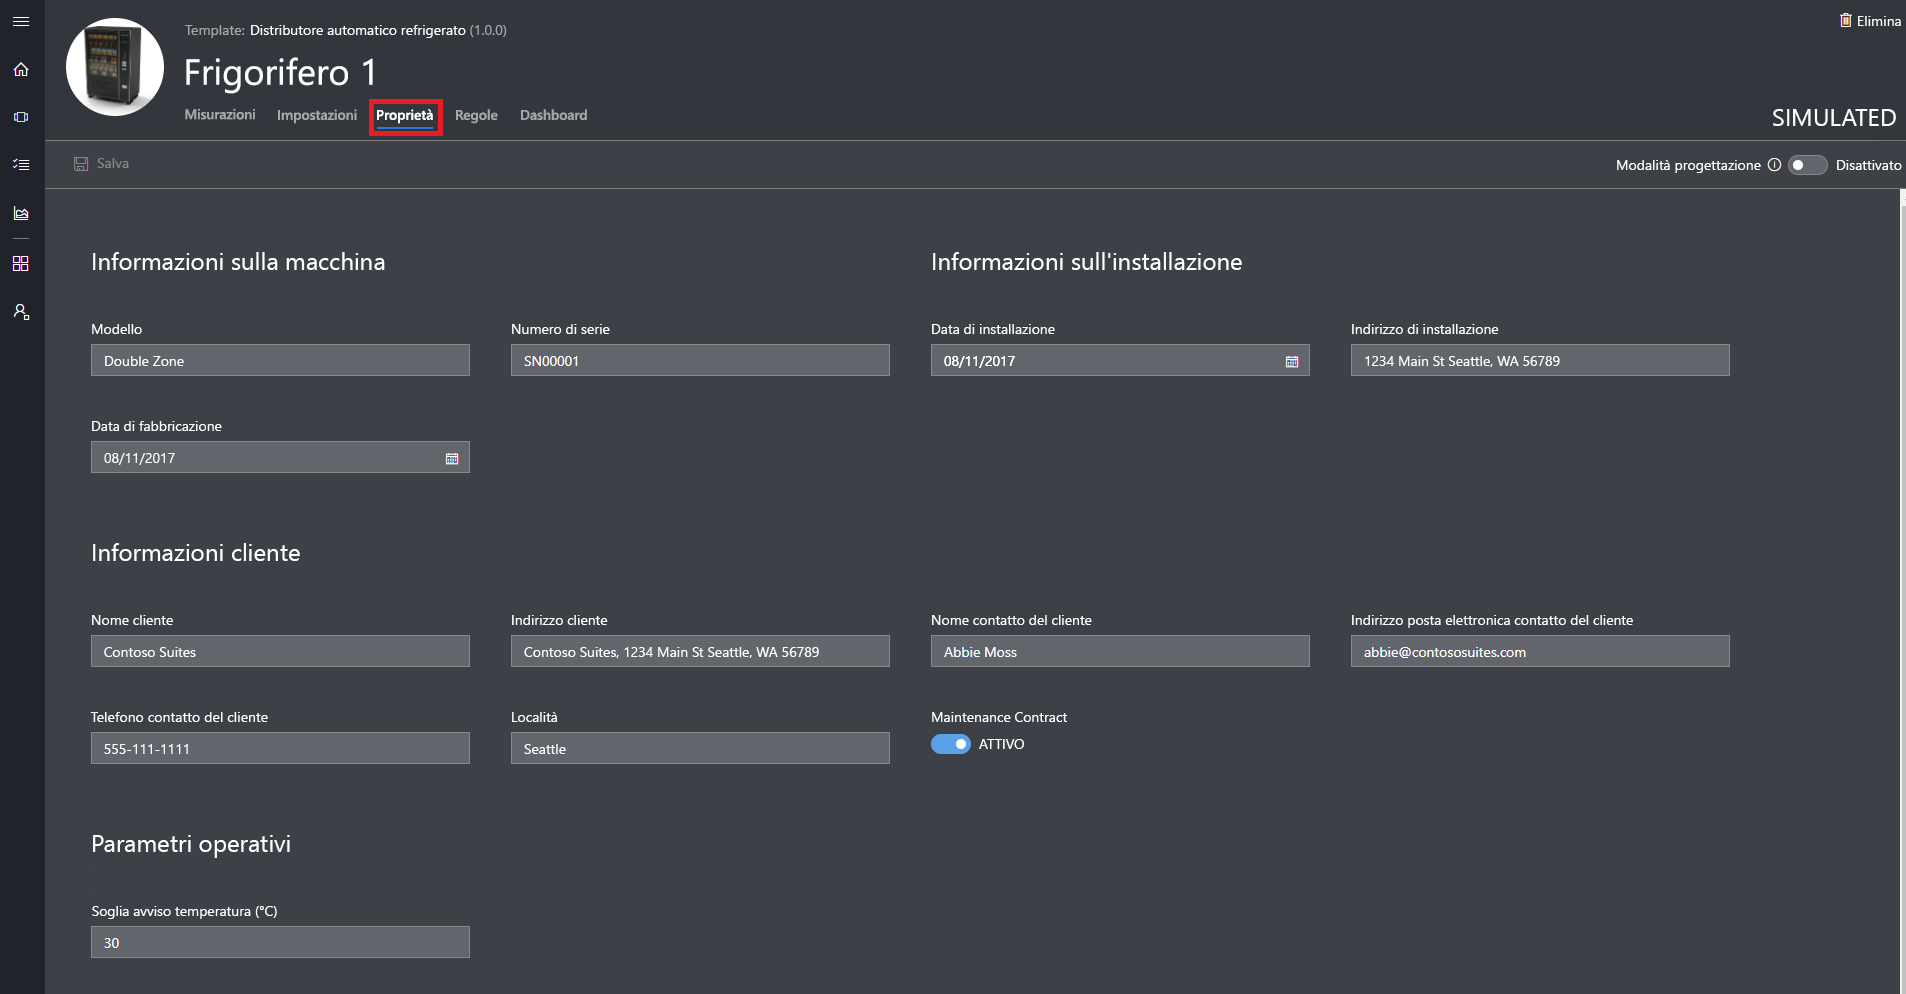 Template: Distributore automatico refrigerato (1.0.0)
Elimina
Frigorifero 1
Misurazioni Impostazioni Proprietà Regole Dashboard
SIMULATED
Salva
Modalità progettazione Disattivato
Informazioni sulla macchina
Informazioni sull'installazione
Modello
Numero di serie
Data di installazione
Indirizzo di installazione
Double Zone
SN00001
08/11/2017
1234 Main St Seattle, WA 56789
Data di fabbricazione
08/11/2017
Informazioni cliente
Nome cliente
Indirizzo cliente
Nome contatto del cliente
Indirizzo posta elettronica contatto del cliente
Contoso Suites
Contoso Suites, 1234 Main St Seattle, WA 56789
Abbie Moss
abbie@contososuites.com
Telefono contatto del cliente
Località
Maintenance Contract
555-111-1111
Seattle
ATTIVO
Parametri operativi
Soglia avviso temperatura (°C)
30